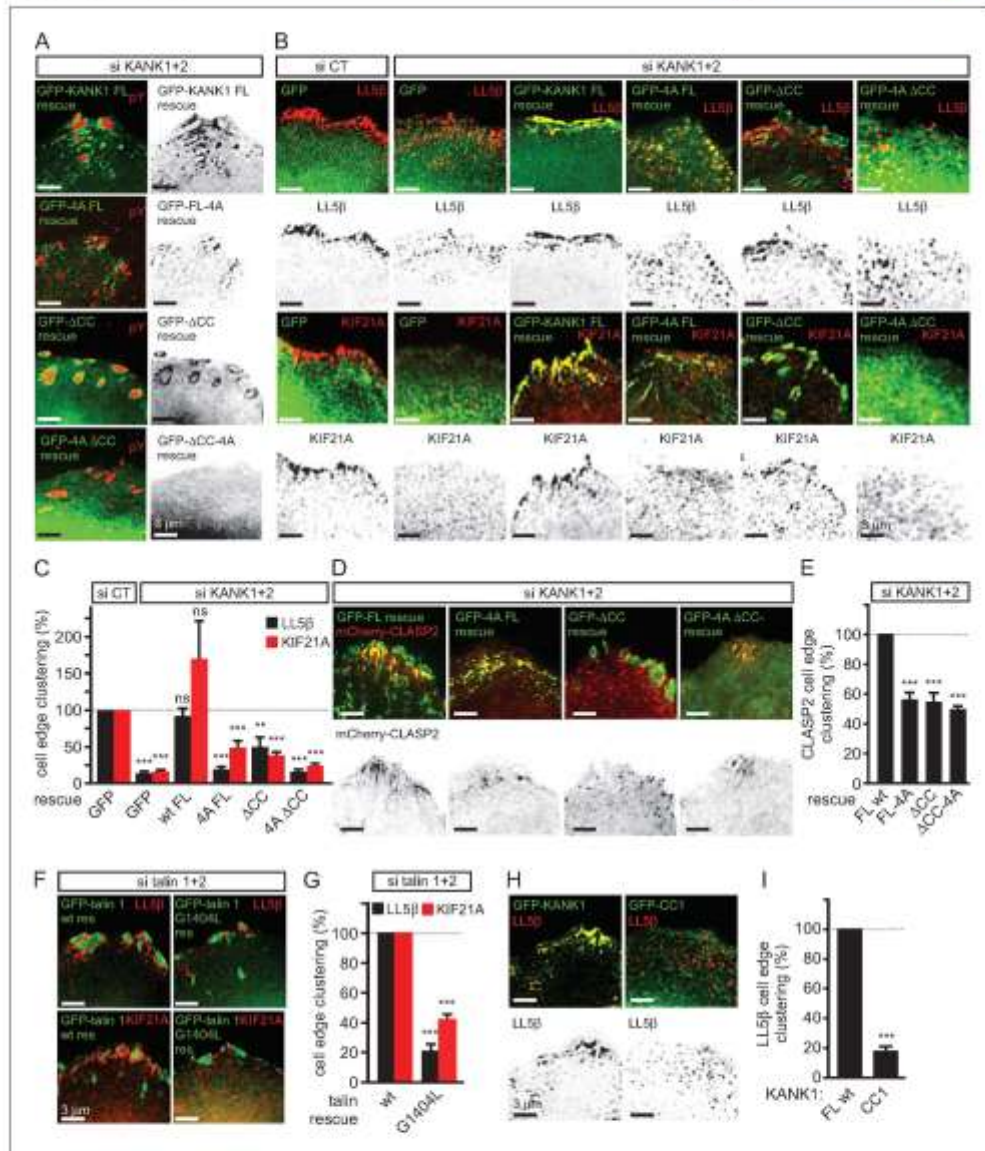 A
B
si KANK1+2
si CT
si KANK1+2
GFP-KANK1 FL rescue
pY
GFP-KANK1 FL rescue
GFP-4A FL rescue
pY
GFP-FL-4A rescue
GFP-ΔCC rescue
pY
GFP-ΔCC rescue
GFP-4A ΔCC rescue
pY
GFP-ΔCC-4A rescue
3 μm
GFP LL5β
GFP LL5β
GFP-KANK1 FL LL5β
GFP-4A FL LL5β
GFP-ΔCC LL5β
GFP-4A ΔCC LL5β
LL5β LL5β LL5β LL5β LL5β LL5β
GFP KIF21A
GFP KIF21A
GFP-KANK1 FL KIF21A
GFP-4A FL KIF21A
GFP-ΔCC KIF21A
GFP-4A ΔCC KIF21A
KIF21A KIF21A KIF21A KIF21A KIF21A KIF21A
C
si CT
si KANK1+2
cell edge clustering (%)
200
150
100
50
0
LL5β
KIF21A
ns
ns
*** ***
*** ***
** ***
*** ***
rescue
GFP
GFP
wt FL
4A FL
ΔCC
4A ΔCC
D
si KANK1+2
GFP-FL rescue
mCherry-CLASP2
GFP-4A FL
rescue
GFP-ΔCC
rescue
GFP-4A ΔCC-
rescue
mCherry-CLASP2
E
si KANK1+2
CLASP2 cell edge
clustering (%)
100
80
60
40
20
0
*** *** ***
rescue
FL wt
FL-4A
ΔCC
ΔCC-4A
F
si talin 1+2
GFP-talin 1 LL5β
wt res
GFP-talin 1 LL5β
G1404L
res
GFP-talin 1 KIF21A
wt res
GFP-talin 1 KIF21A
G1404L
res
3 μm
G
si talin 1+2
LL5β
KIF21A
cell edge clustering (%)
100
80
60
40
20
0
***
***
talin
rescue
wt
G1404L
H
GFP-KANK1
LL5β
GFP-CC1
LL5β
LL5β
LL5β
3 μm
I
LL5β cell edge
clustering (%)
100
80
60
40
20
0
***
KANK1:
FL wt
CC1